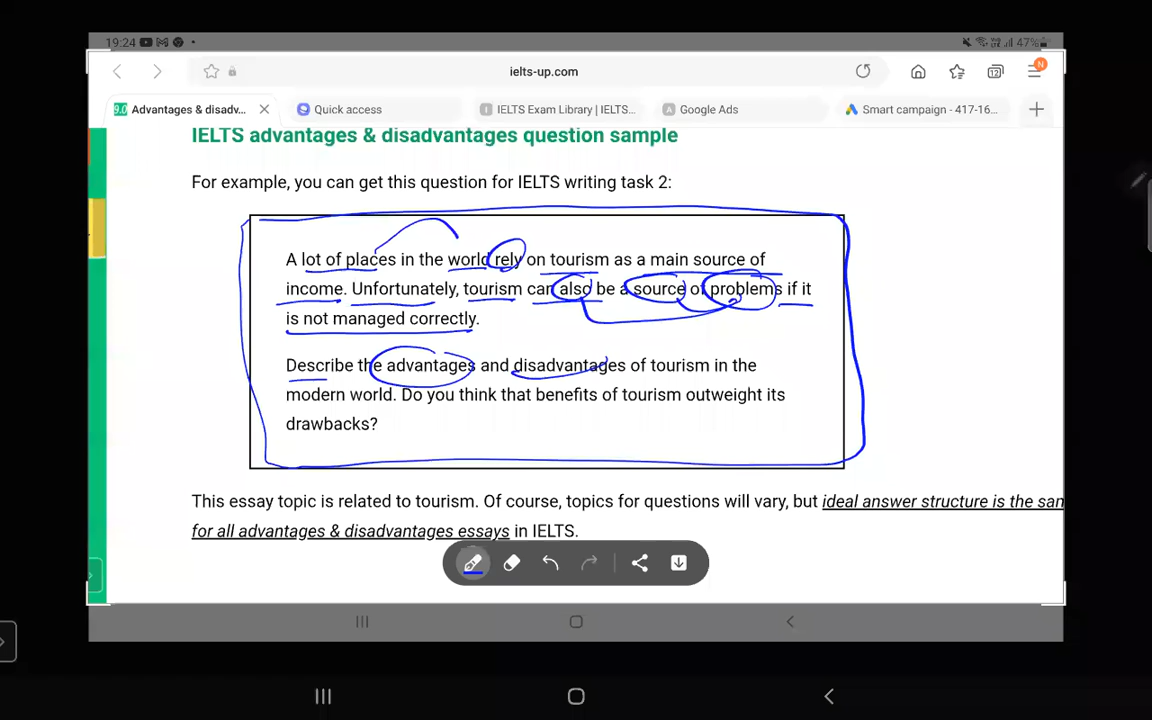 19:24
47%
ielts-up.com
12
N
9.0 Advantages & disadv...
Quick access
IELTS Exam Library | IELTS...
A Google Ads
Smart campaign - 417-16...
IELTS advantages & disadvantages question sample
For example, you can get this question for IELTS writing task 2:
A lot of places in the world rely on tourism as a main source of
income. Unfortunately, tourism can also be a source of problems if it
is not managed correctly.
Describe the advantages and disadvantages of tourism in the
modern world. Do you think that benefits of tourism outweight its
drawbacks?
This essay topic is related to tourism. Of course, topics for questions will vary, but ideal answer structure is the san
for all advantages & disadvantages essays in IELTS.